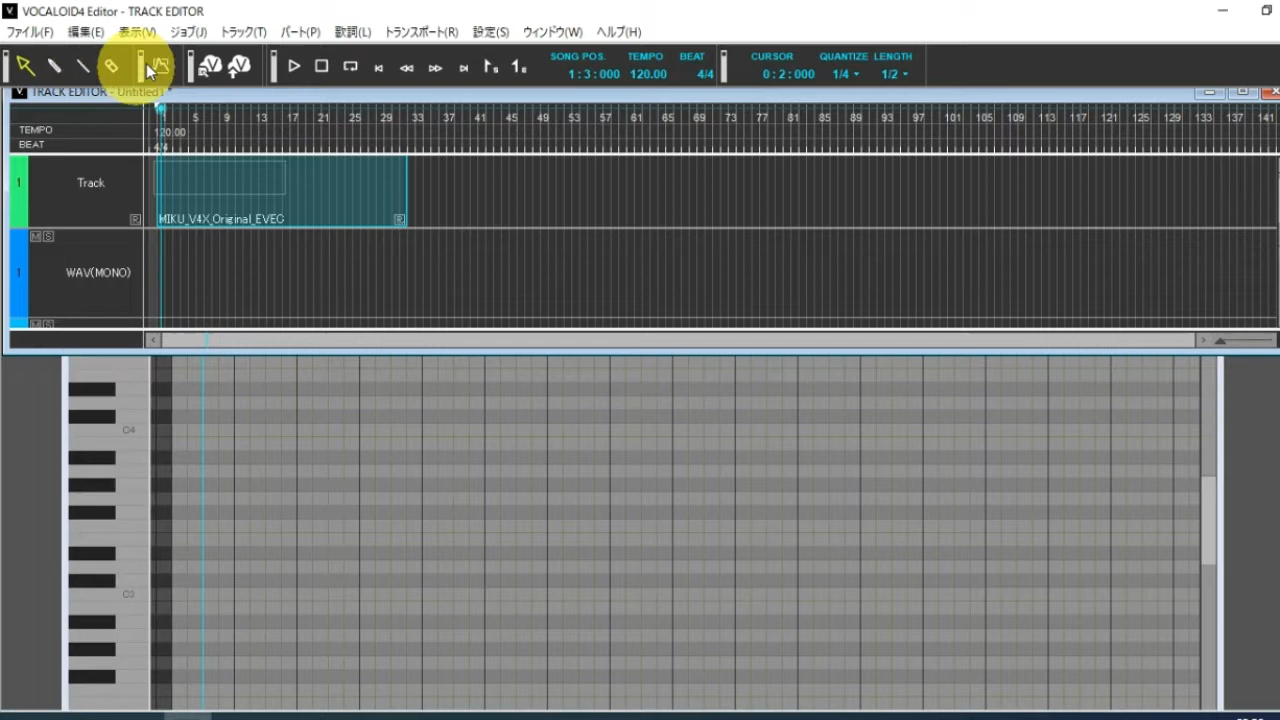 VOCALOID4 Editor - TRACK EDITOR
ファイル(F) 編集(E) 表示(V) ジョブ(J) トラック(T) パート(P) 歌詞(L) トランスポート(R) 設定(S) ウィンドウ(W) ヘルプ(H)
SONG POS. TEMPO BEAT CURSOR QUANTIZE LENGTH
1:3:000 120.00 4/4 0:2:000 1/4 1/2
TRACK EDITOR - Untitled1 *
5 9 13 17 21 25 29 33 37 41 45 49 53 57 61 65 69 73 77 81 85 89 93 97 101 105 109 113 117 121 125 129 133 137 141
TEMPO 120.00
BEAT 4/4
1 Track
R MIKU_V4X_Original_EVEC R
M S
1 WAV(MONO)
M S
C4
C3